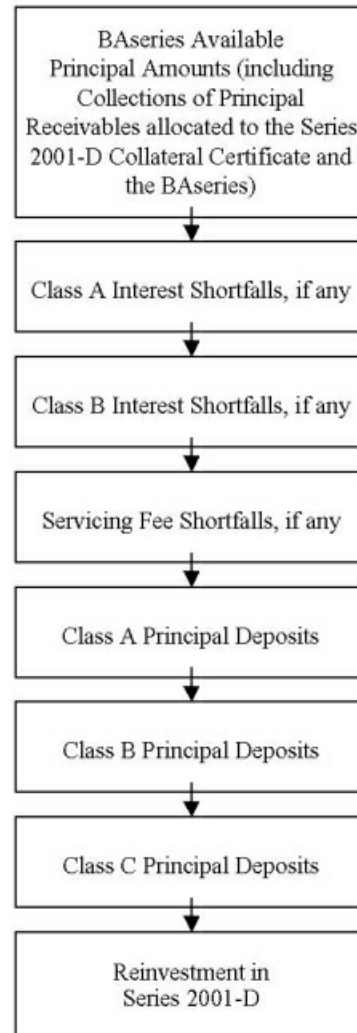 BAseries Available
Principal Amounts (including
Collections of Principal
Receivables allocated to the Series
2001-D Collateral Certificate and
the BAseries)
Class A Interest Shortfalls, if any
Class B Interest Shortfalls, if any
Servicing Fee Shortfalls, if any
Class A Principal Deposits
Class B Principal Deposits
Class C Principal Deposits
Reinvestment in
Series 2001-D